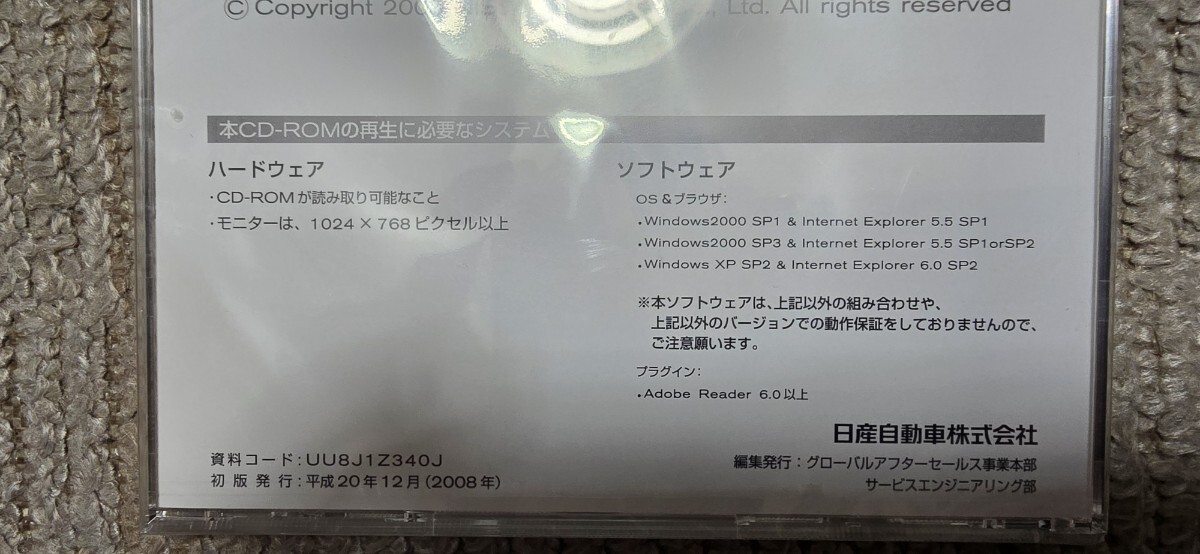 © Copyright 200 Ltd. All rights reserved
本CD-ROMの再生に必要なシステム
ハードウェア
・CD-ROMが読み取り可能なこと
・モニターは、1024×768ピクセル以上
ソフトウェア
OS&ブラウザ:
・Windows2000 SP1 & Internet Explorer 5.5 SP1
・Windows2000 SP3 & Internet Explorer 5.5 SP1orSP2
・Windows XP SP2 & Internet Explorer 6.0 SP2
※本ソフトウェアは、上記以外の組み合わせや、
上記以外のバージョンでの動作保証をしておりませんので、
ご注意願います。
プラグイン:
・Adobe Reader 6.0以上
日産自動車株式会社
編集発行:グローバルアフターセールス事業本部
サービスエンジニアリング部
資料コード:UU8J1Z340J
初版発行:平成20年12月(2008年)